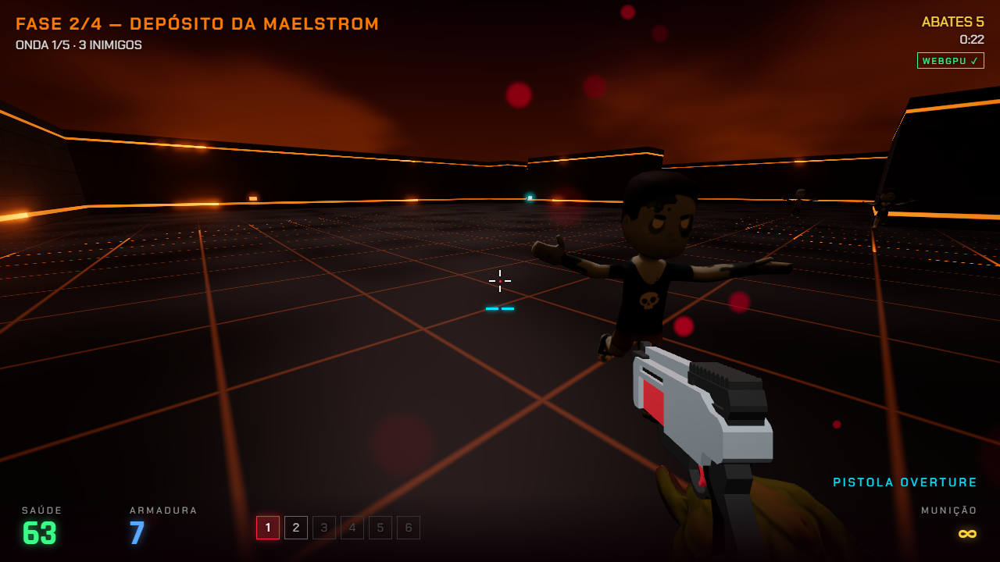 FASE 2/4 — DEPÓSITO DA MAELSTROM
ONDA 1/5 · 3 INIMIGOS
ABATES 5
0:22
WEBGPU ✓
PISTOLA OVERTURE
SAÚDE
63
ARMADURA
7
1 2 3 4 5 6
MUNIÇÃO
∞